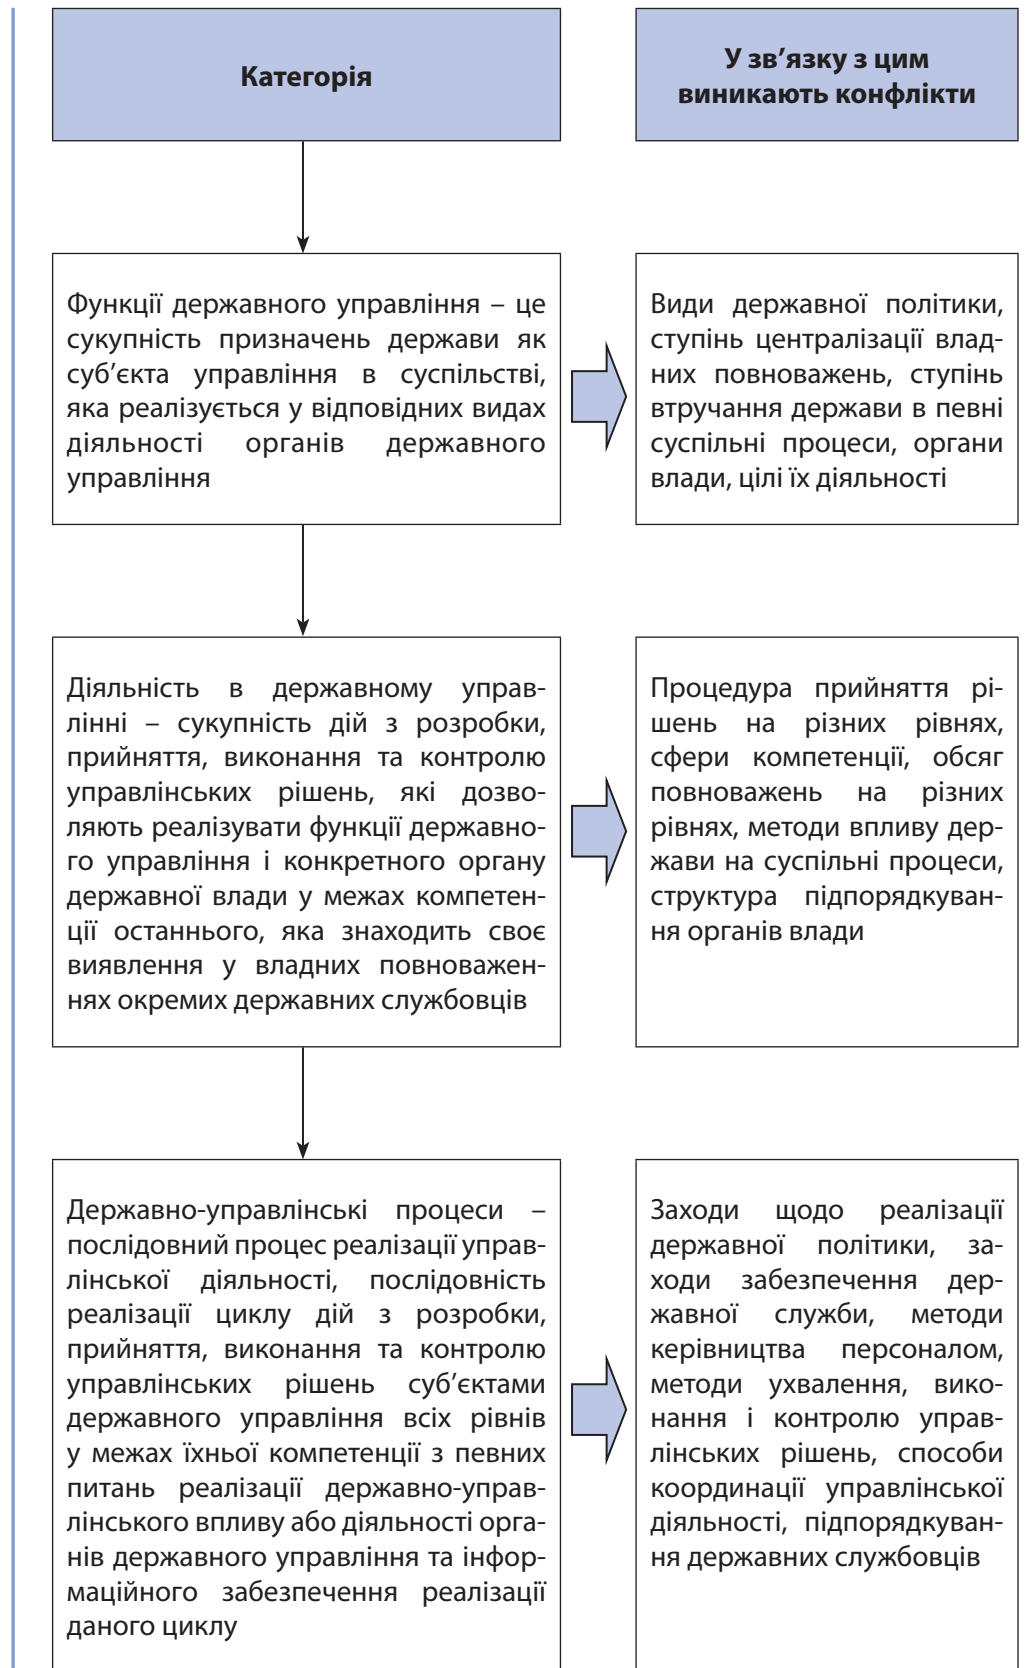 Категорія
У зв’язку з цим
виникають конфлікти
Функції державного управління – це
сукупність призначень держави як
суб’єкта управління в суспільстві,
яка реалізується у відповідних видах
діяльності органів державного
управління
Види державної політики,
ступінь централізації влад-
них повноважень, ступінь
втручання держави в певні
суспільні процеси, органи
влади, цілі їх діяльності
Діяльність в державному управ-
лінні – сукупність дій з розробки,
прийняття, виконання та контролю
управлінських рішень, які дозво-
ляють реалізувати функції державно-
го управління і конкретного органу
державної влади у межах компетен-
ції останнього, яка знаходить своє
виявлення у владних повноважен-
нях окремих державних службовців
Процедура прийняття рі-
шень на різних рівнях,
сфери компетенції, обсяг
повноважень на різних
рівнях, методи впливу дер-
жави на суспільні процеси,
структура підпорядкуван-
ня органів влади
Державно-управлінські процеси –
послідовний процес реалізації управ-
лінської діяльності, послідовність
реалізації циклу дій з розробки,
прийняття, виконання та контролю
управлінських рішень суб’єктами
державного управління всіх рівнів
у межах їхньої компетенції з певних
питань реалізації державно-управ-
лінського впливу або діяльності орга-
нів державного управління та інфор-
маційного забезпечення реалізації
даного циклу
Заходи щодо реалізації
державної політики, за-
ходи забезпечення дер-
жавної служби, методи
керівництва персоналом,
методи ухвалення, вико-
нання і контролю управ-
лінських рішень, способи
координації управлінської
діяльності, підпорядкуван-
ня державних службовців